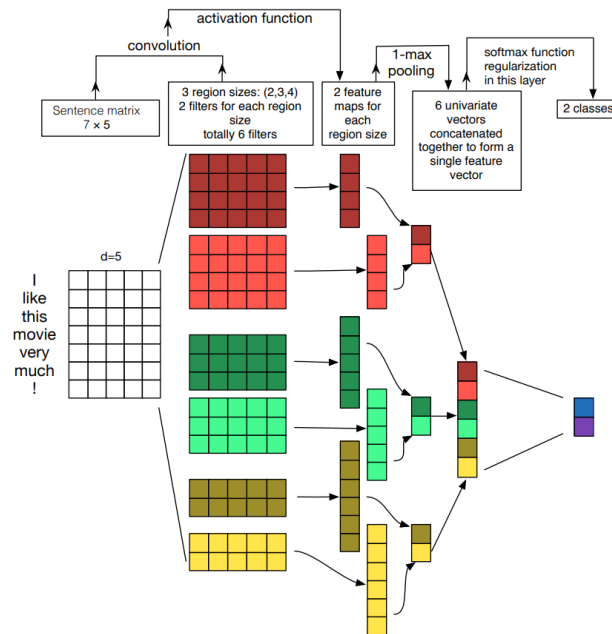 activation function
convolution
1-max
pooling
softmax function
regularization
in this layer
Sentence matrix
7 × 5
3 region sizes: (2,3,4)
2 filters for each region
size
totally 6 filters
2 feature
maps for
each
region size
6 univariate
vectors
concatenated
together to form a
single feature
vector
2 classes
d=5
I
like
this
movie
very
much
!